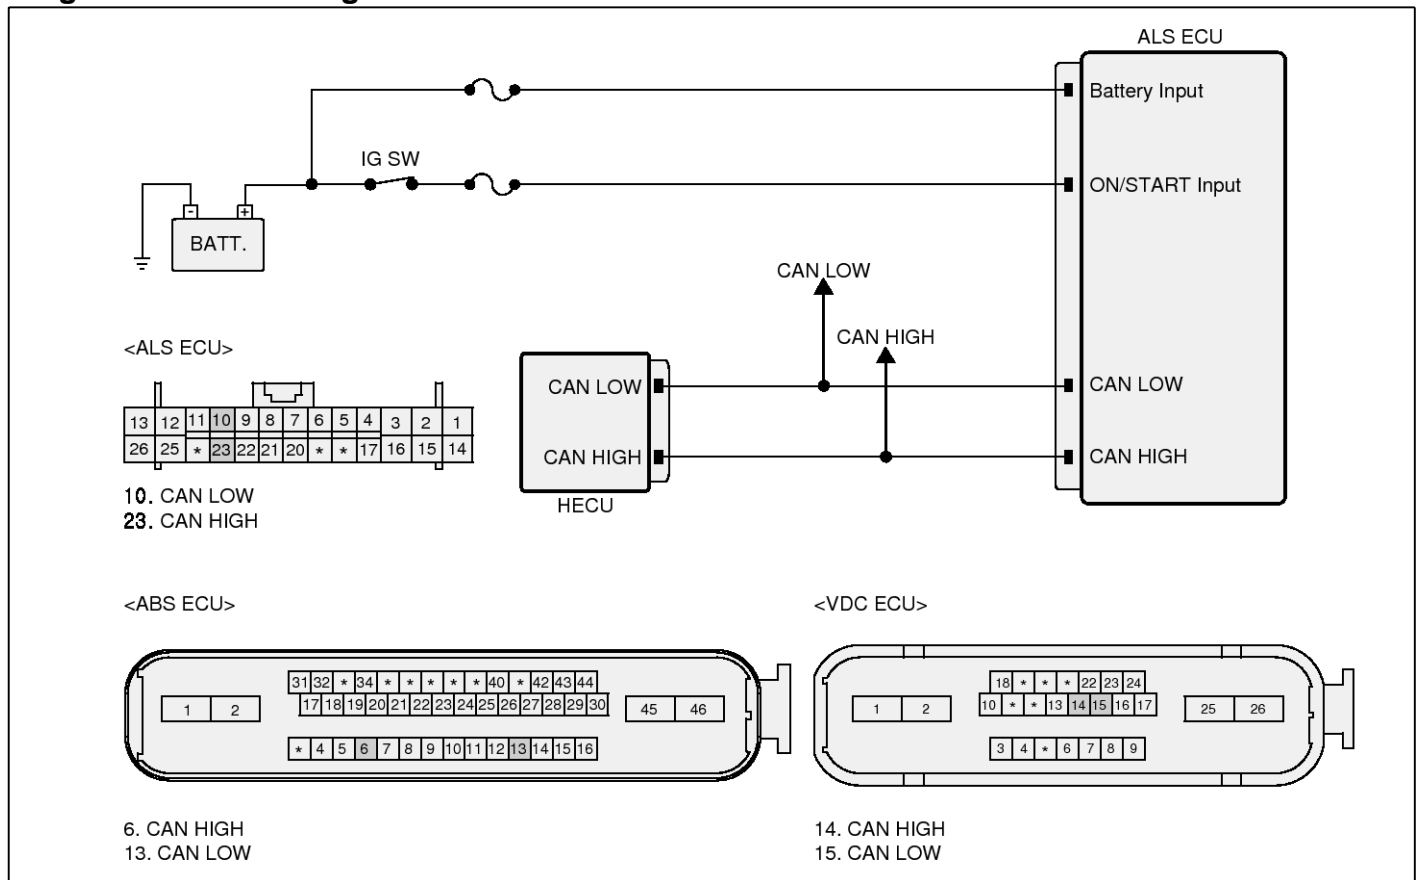 ALS ECU
Battery Input
IG SW
ON/START Input
- +
BATT.
CAN LOW
CAN HIGH
<ALS ECU>
CAN LOW CAN LOW
CAN HIGH CAN HIGH
HECU
13 12 11 10 9 8 7 6 5 4 3 2 1
26 25 * 23 22 21 20 * * 17 16 15 14
10. CAN LOW
23. CAN HIGH
<ABS ECU>
31 32 * 34 * * * * * 40 * 42 43 44
17 18 19 20 21 22 23 24 25 26 27 28 29 30
1 2 45 46
* 4 5 6 7 8 9 10 11 12 13 14 15 16
6. CAN HIGH
13. CAN LOW
<VDC ECU>
18 * * * 22 23 24
10 * * 13 14 15 16 17
1 2 25 26
3 4 * 6 7 8 9
14. CAN HIGH
15. CAN LOW